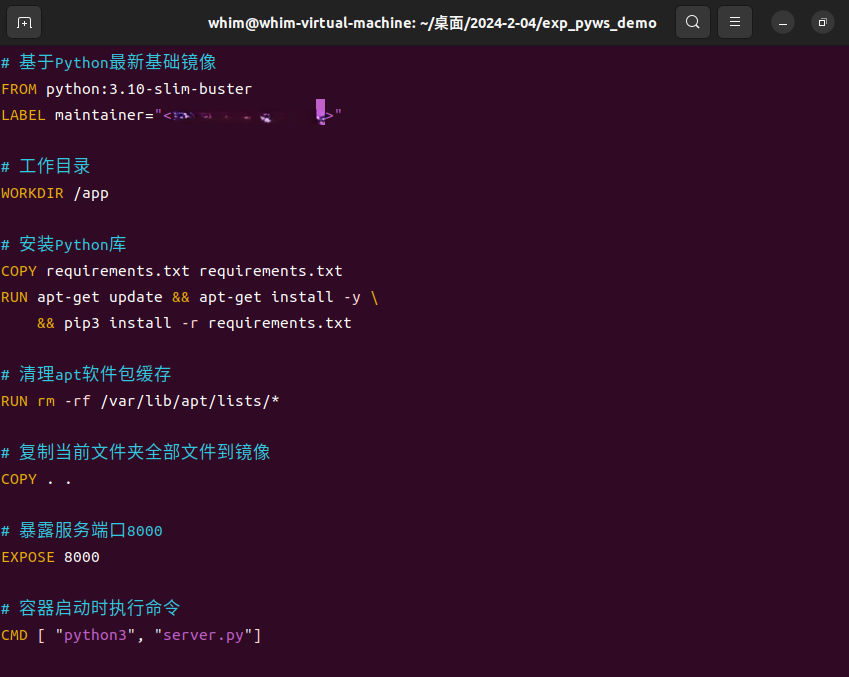 whim@whim-virtual-machine: ~/桌面/2024-2-04/exp_pyws_demo
# 基于Python最新基础镜像
FROM python:3.10-slim-buster
LABEL maintainer="< >"
# 工作目录
WORKDIR /app
# 安装Python库
COPY requirements.txt requirements.txt
RUN apt-get update && apt-get install -y \
    && pip3 install -r requirements.txt
# 清理apt软件包缓存
RUN rm -rf /var/lib/apt/lists/*
# 复制当前文件夹全部文件到镜像
COPY . .
# 暴露服务端口8000
EXPOSE 8000
# 容器启动时执行命令
CMD [ "python3", "server.py"]